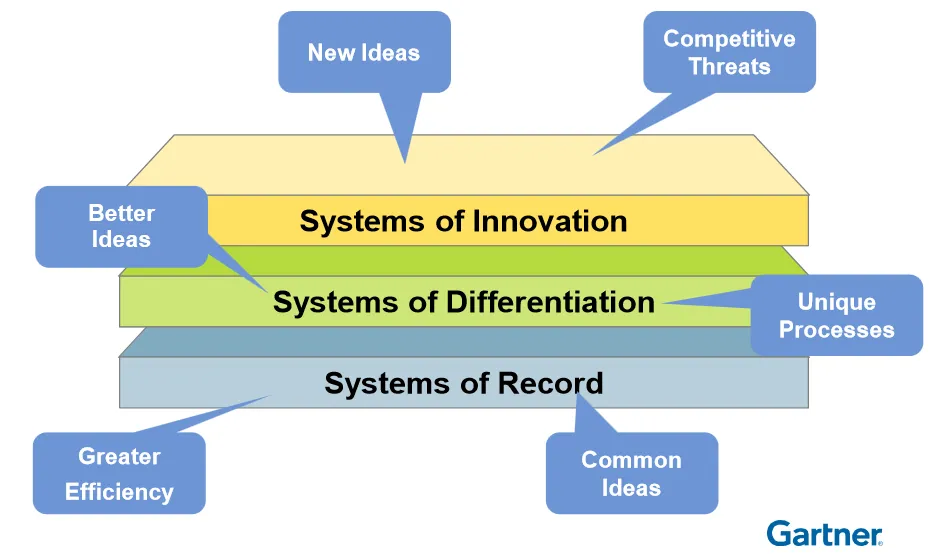 New Ideas
Competitive
Threats
Systems of Innovation
Better
Ideas
Systems of Differentiation
Unique
Processes
Systems of Record
Greater
Efficiency
Common
Ideas
Gartner®